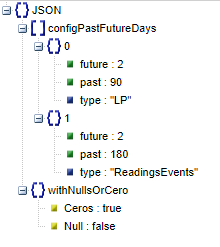 JSON
configPastFutureDays
0
future : 2
past : 90
type : "LP"
1
future : 2
past : 180
type : "ReadingsEvents"
withNullsOrCero
Ceros : true
Null : false